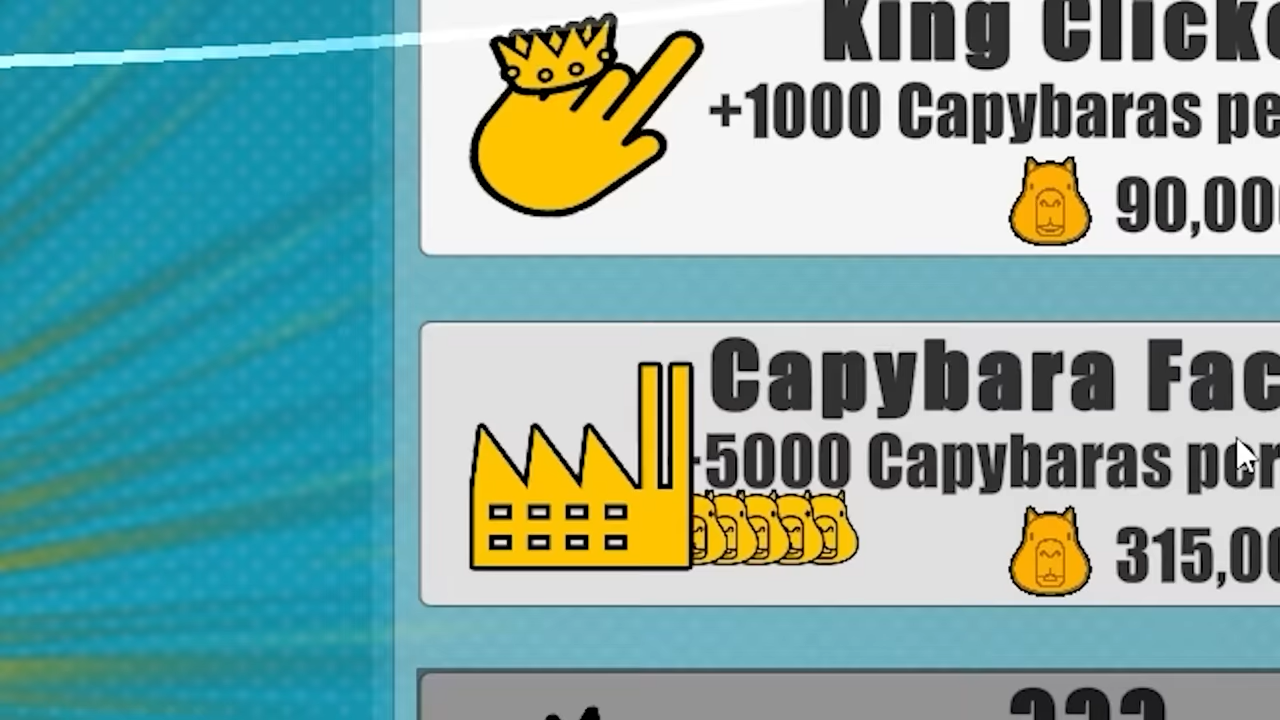 King Clicke
+1000 Capybaras pe
90,00
Capybara Fac
-5000 Capybaras per
315,00
???